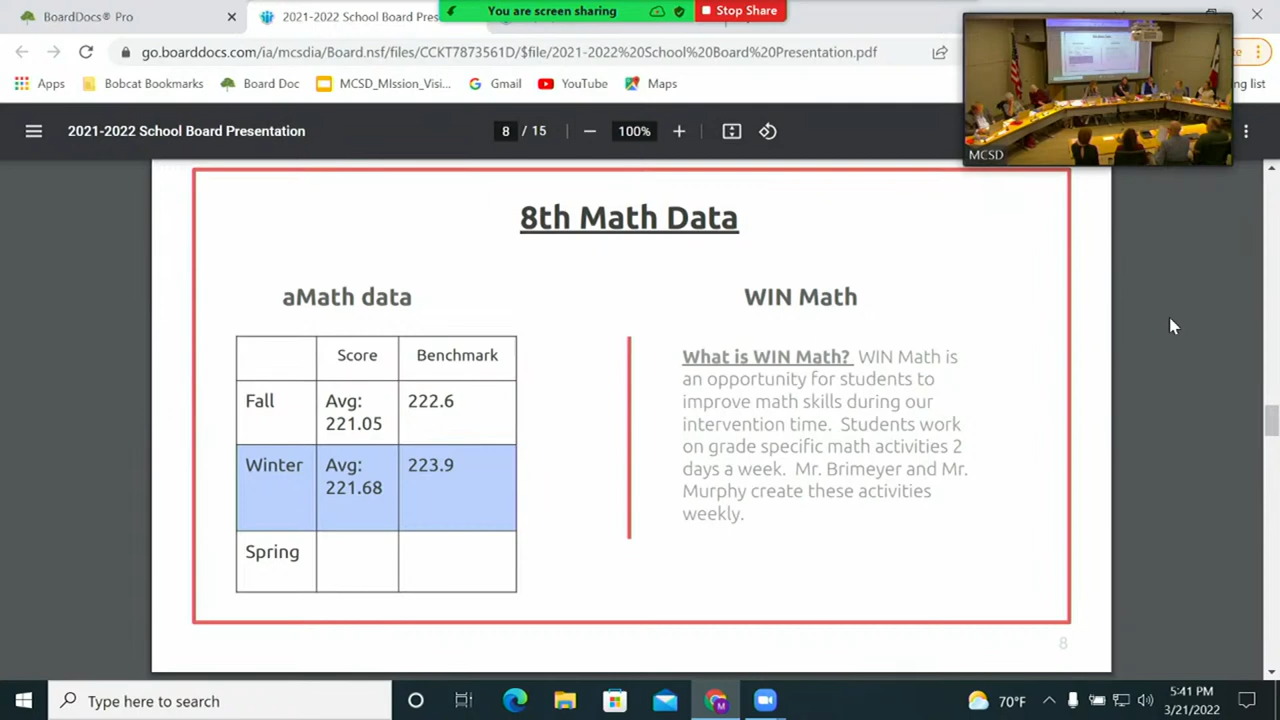 BoardDocs® Pro
2021-2022 School Board Pres
You are screen sharing
Stop Share
go.boarddocs.com/ia/mcsdia/Board.nsf/files/CCKT7873561D/$file/2021-2022%20School%20Board%20Presentation.pdf
Apps
Bobcat Bookmarks
Board Doc
MCSD_MIssion_Visi...
Gmail
YouTube
Maps
MCSD
2021-2022 School Board Presentation
8 / 15
100%
8th Math Data
aMath data
Score Benchmark
Fall Avg: 222.6
221.05
Winter Avg: 223.9
221.68
Spring
WIN Math
What is WIN Math? WIN Math is
an opportunity for students to
improve math skills during our
intervention time. Students work
on grade specific math activities 2
days a week. Mr. Brimeyer and Mr.
Murphy create these activities
weekly.
8
Type here to search
70°F
5:41 PM
3/21/2022